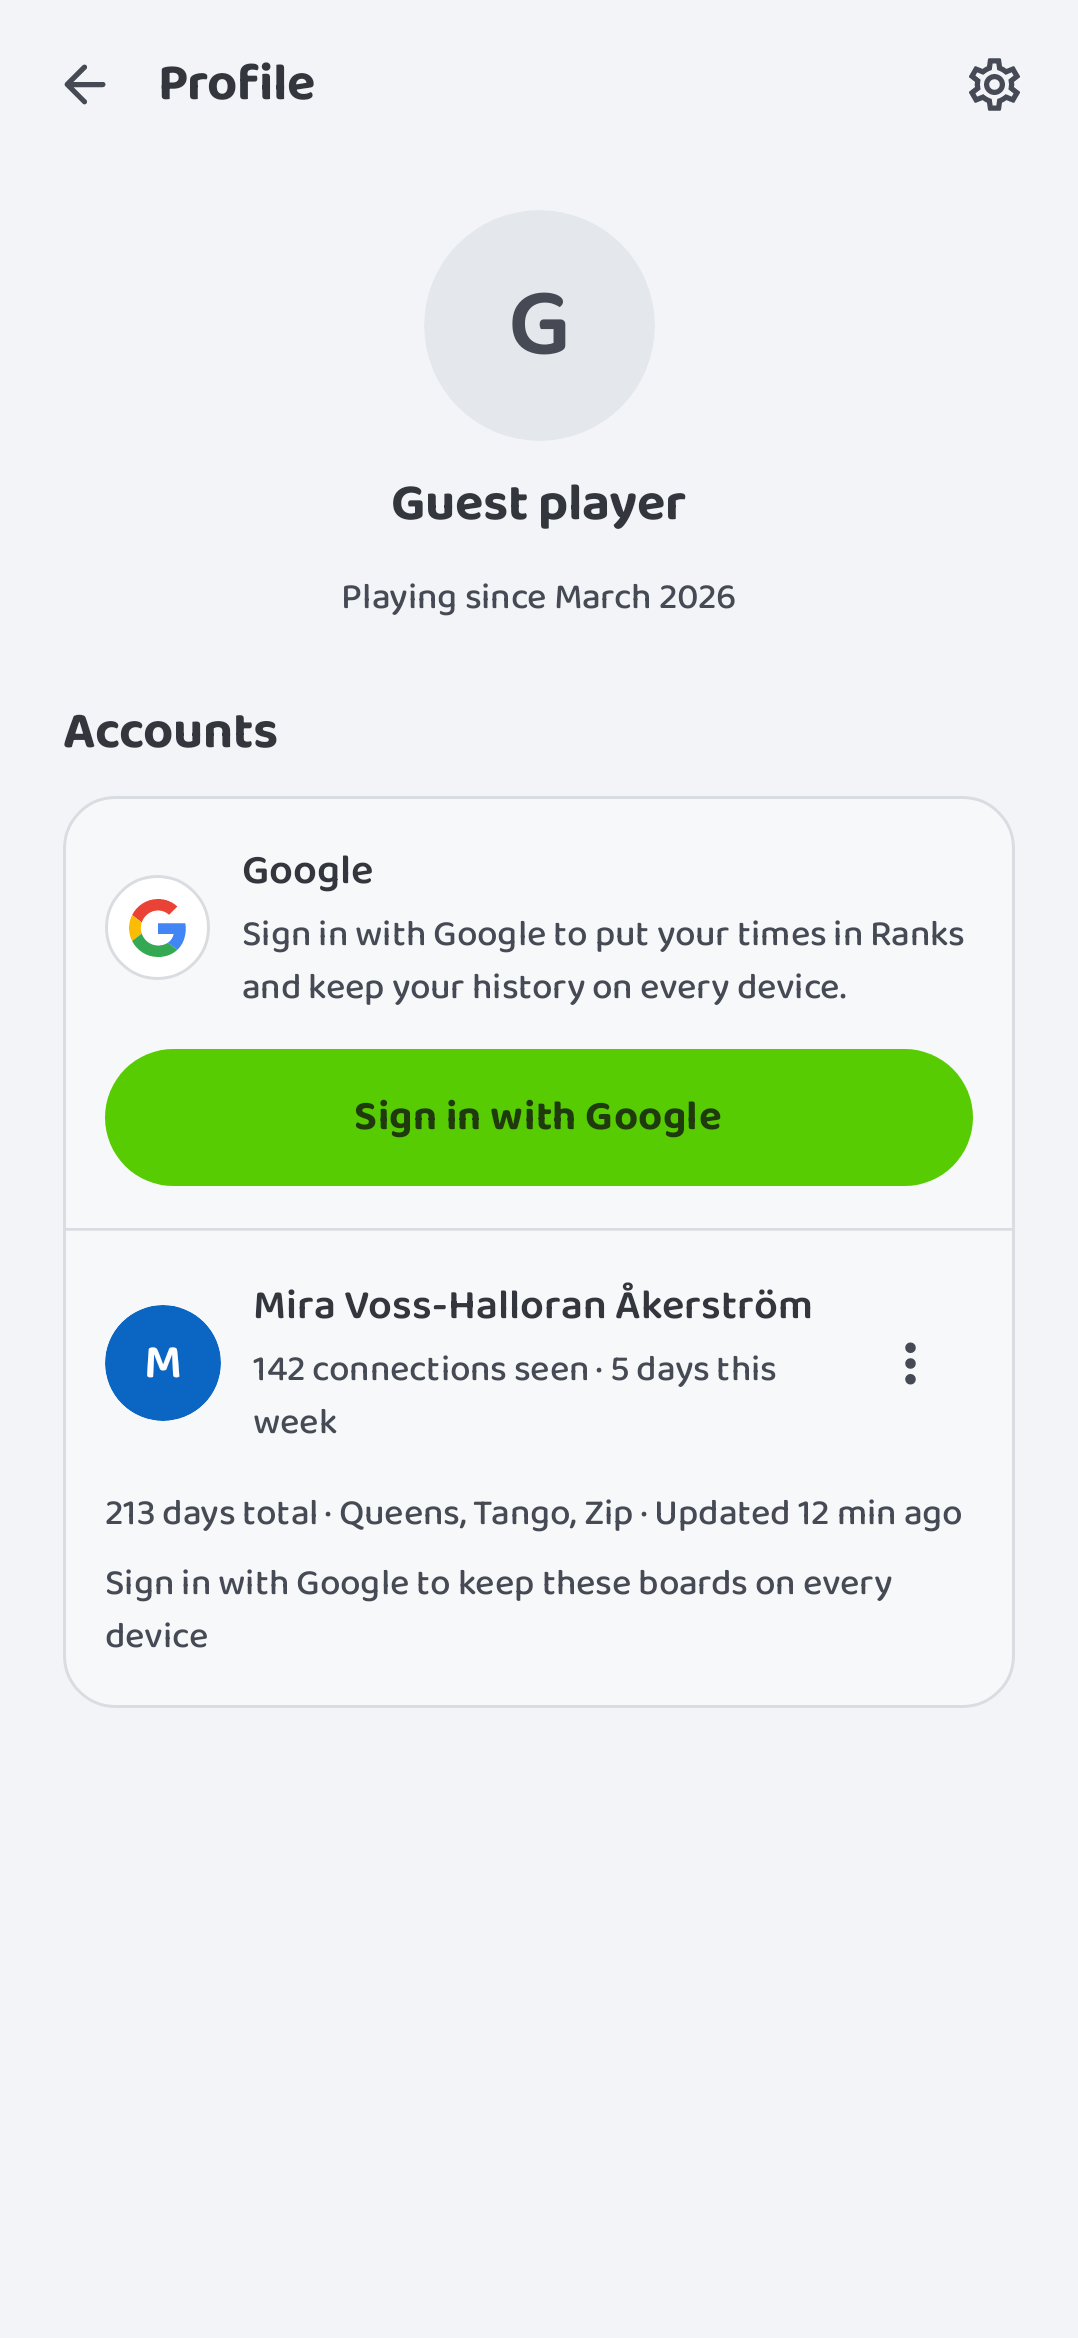 Profile
G
Guest player
Playing since March 2026
Accounts
Google
Sign in with Google to put your times in Ranks
and keep your history on every device.
Sign in with Google
M
Mira Voss-Halloran Åkerström
142 connections seen · 5 days this
week
213 days total · Queens, Tango, Zip · Updated 12 min ago
Sign in with Google to keep these boards on every
device